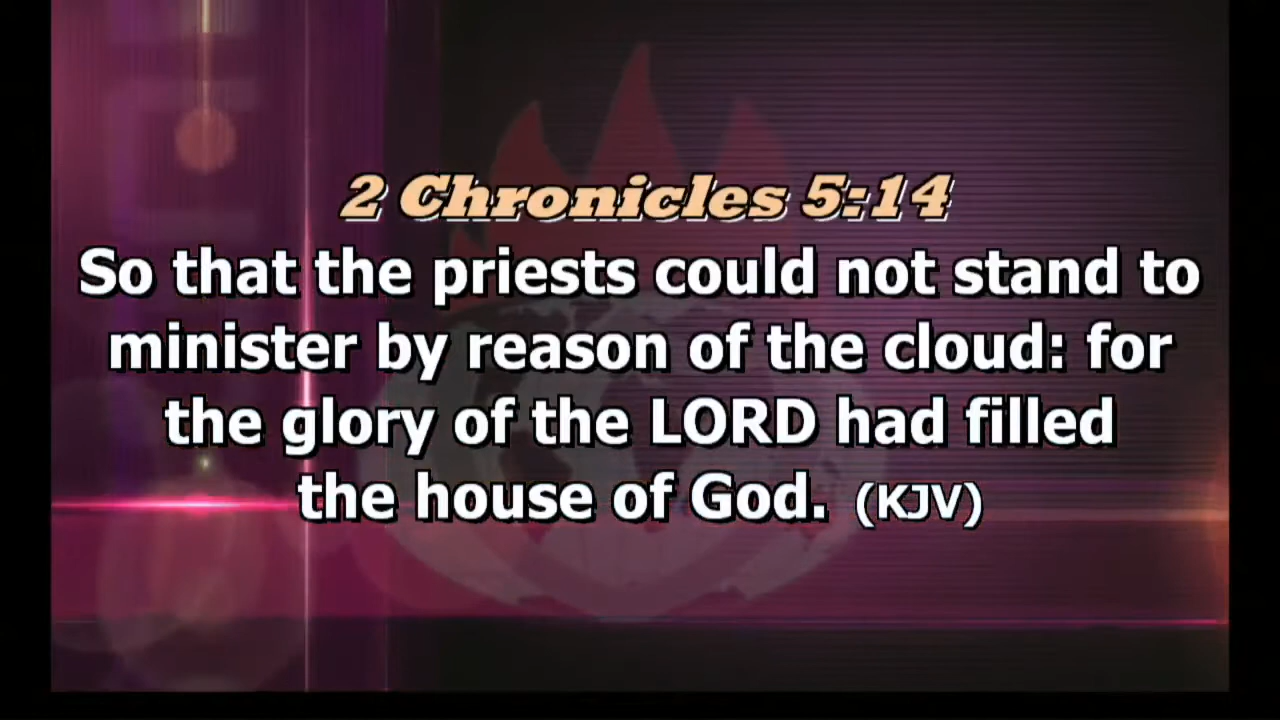 2 Chronicles 5:14
So that the priests could not stand to
minister by reason of the cloud: for
the glory of the LORD had filled
the house of God. (KJV)